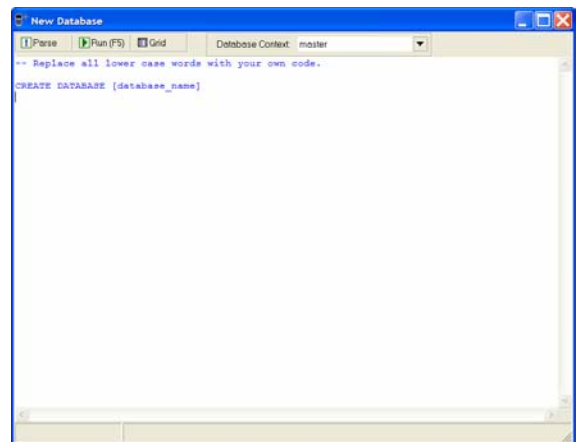 New Database
Parse Run (F5) Grid Database Context: master
-- Replace all lower case words with your own code.
CREATE DATABASE [database_name]